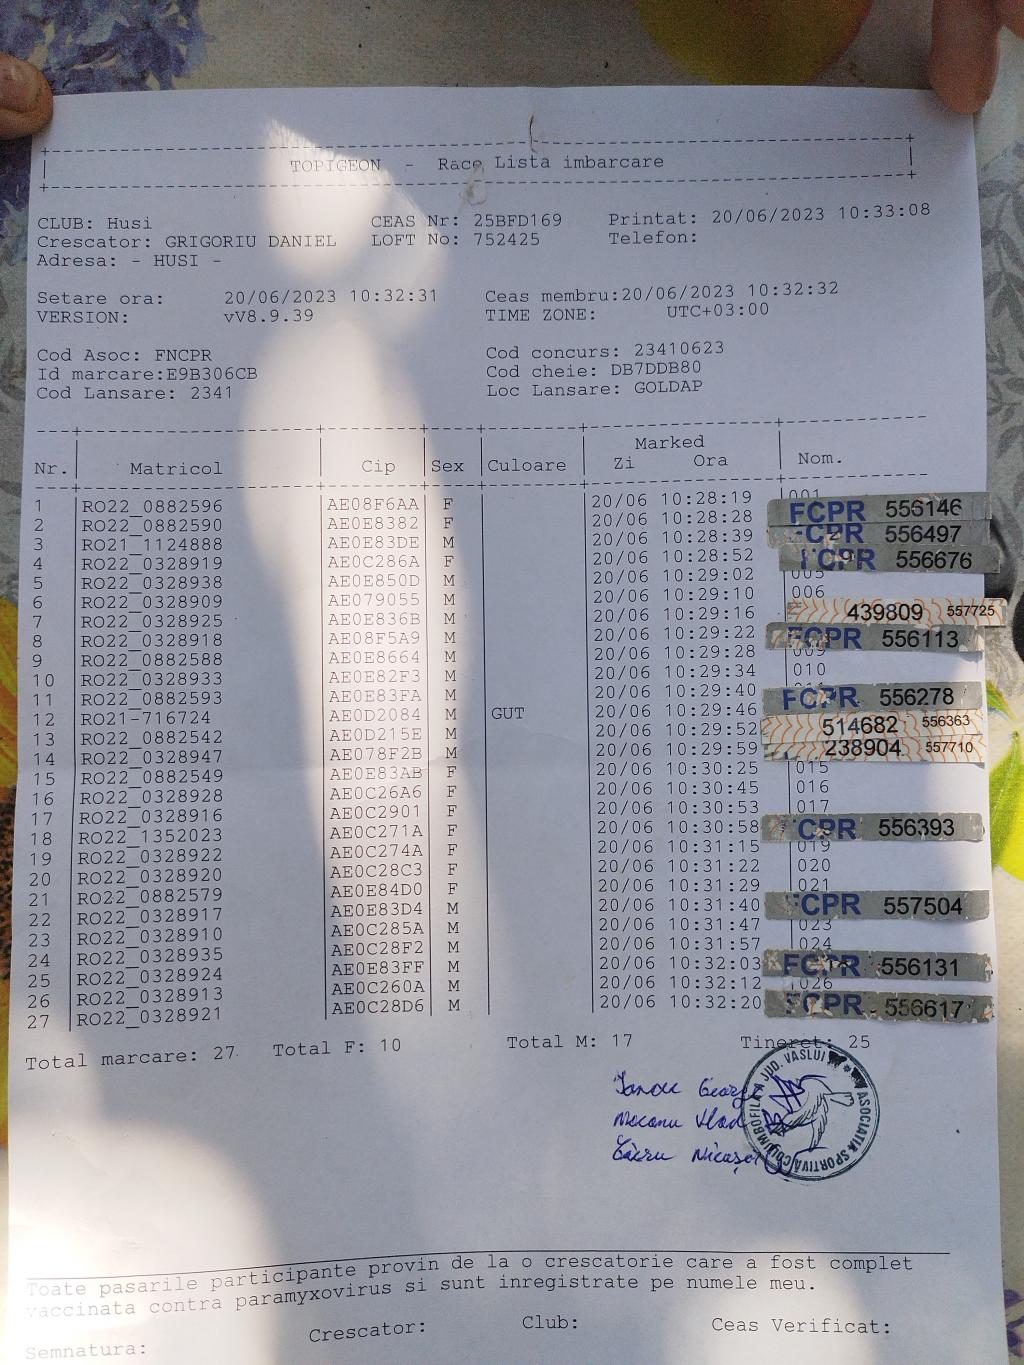 TOPIGEON - Race Lista imbarcare
CLUB: Husi CEAS Nr: 25BFD169 Printat: 20/06/2023 10:33:08
Crescator: GRIGORIU DANIEL LOFT No: 752425 Telefon:
Adresa: - HUSI -
Setare ora: 20/06/2023 10:32:31 Ceas membru:20/06/2023 10:32:32
VERSION: vV8.9.39 TIME ZONE: UTC+03:00
Cod Asoc: FNCPR Cod concurs: 23410623
Id marcare:E9B306CB Cod cheie: DB7DDB80
Cod Lansare: 2341 Loc Lansare: GOLDAP
Marked
Nr. Matricol Cip Sex Culoare Zi Ora Nom.
1 RO22_0882596 AE08F6AA F 20/06 10:28:19 001 FCPR 556146
2 RO22_0882590 AE0E8382 F 20/06 10:28:28 FCPR 556497
3 RO21_1124888 AE0E83DE M 20/06 10:28:39 FCPR 556676
4 RO22_0328919 AE0C286A F 20/06 10:28:52
5 RO22_0328938 AE0E850D M 20/06 10:29:02 005
6 RO22_0328909 AE079055 M 20/06 10:29:10 006
7 RO22_0328925 AE0E836B M 20/06 10:29:16 439809 557725
8 RO22_0328918 AE08F5A9 M 20/06 10:29:22 FCPR 556113
9 RO22_0882588 AE0E8664 M 20/06 10:29:28 009
10 RO22_0328933 AE0E82F3 M 20/06 10:29:34 010
11 RO22_0882593 AE0E83FA M 20/06 10:29:40 FCPR 556278
12 RO21-716724 AE0D2084 M GUT 20/06 10:29:46
13 RO22_0882542 AE0D215E M 20/06 10:29:52 514682 556363
14 RO22_0328947 AE078F2B M 20/06 10:29:59 238904 557710
15 RO22_0882549 AE0E83AB F 20/06 10:30:25 015
16 RO22_0328928 AE0C26A6 F 20/06 10:30:45 016
17 RO22_0328916 AE0C2901 F 20/06 10:30:53 017
18 RO22_1352023 AE0C271A F 20/06 10:30:58 FCPR 556393
19 RO22_0328922 AE0C274A F 20/06 10:31:15 019
20 RO22_0328920 AE0C28C3 F 20/06 10:31:22 020
21 RO22_0882579 AE0E84D0 F 20/06 10:31:29 021
22 RO22_0328917 AE0E83D4 M 20/06 10:31:40 FCPR 557504
23 RO22_0328910 AE0C285A M 20/06 10:31:47 023
24 RO22_0328935 AE0C28F2 M 20/06 10:31:57 024
25 RO22_0328924 AE0E83FF M 20/06 10:32:03 FCPR 556131
26 RO22_0328913 AE0C260A M 20/06 10:32:12 026
27 RO22_0328921 AE0C28D6 M 20/06 10:32:20 FCPR 556617
Total marcare: 27 Total F: 10 Total M: 17 Tineret: 25
ASOCIATIA SPORTIVĂ COLUMBOFILĂ A JUD. VASLUI
Mocanu Vlad
Toate pasarile participante provin de la o crescatorie care a fost complet
vaccinata contra paramyxovirus si sunt inregistrate pe numele meu.
Semnatura: Crescator: Club: Ceas Verificat: